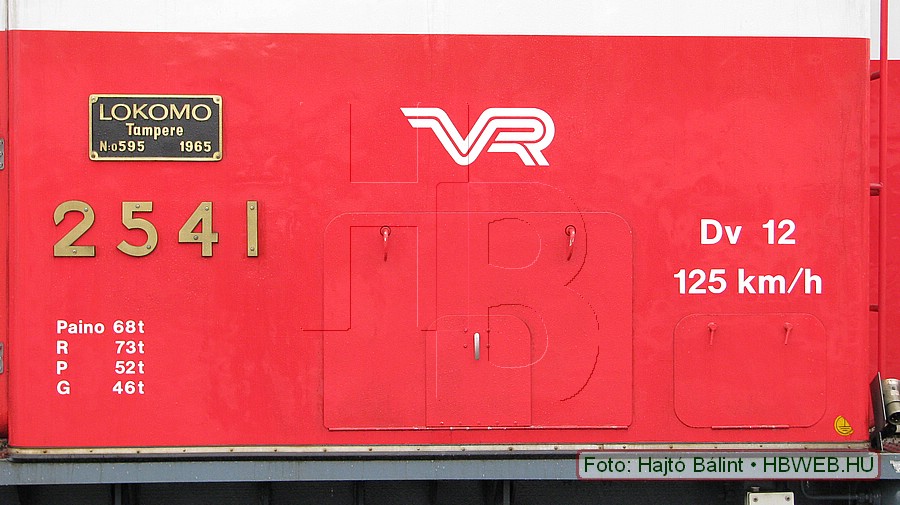 LOKOMO
Tampere
N:o595 1965
VR
2541
Dv 12
125 km/h
Paino 68t
R 73t
P 52t
G 46t
HB
Foto: Hajtó Bálint • HBWEB.HU